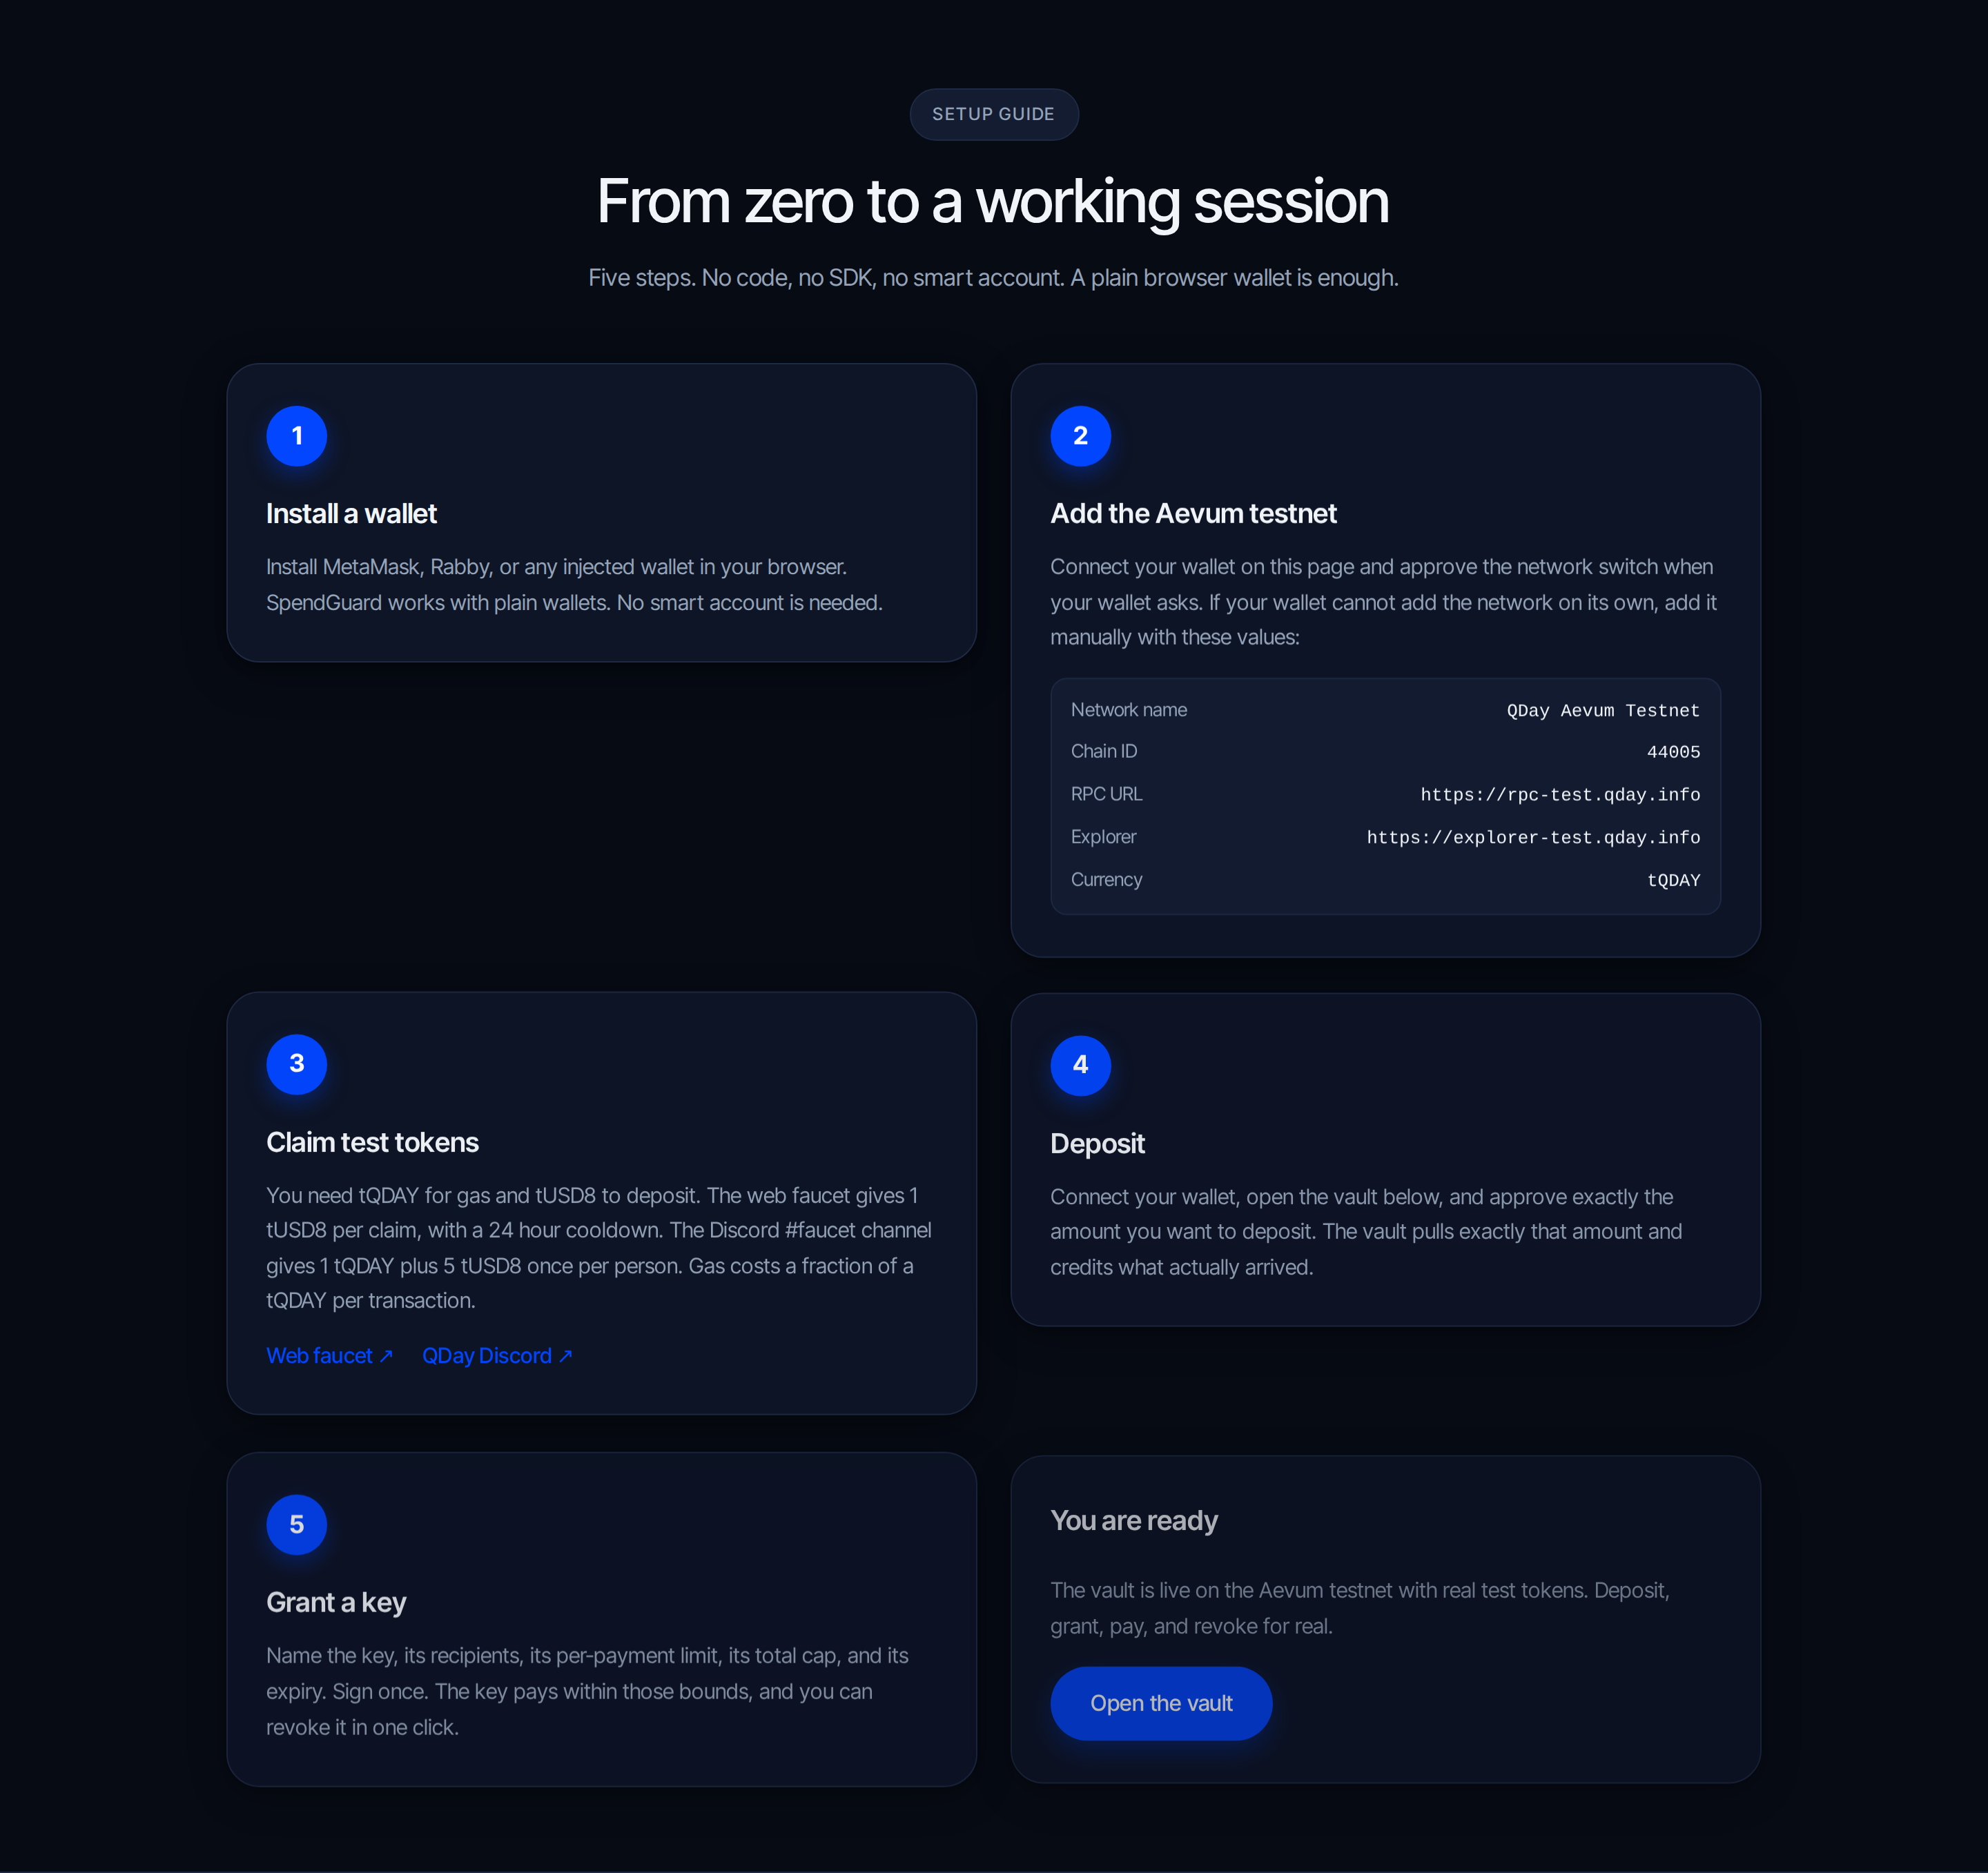 SETUP GUIDE
From zero to a working session
Five steps. No code, no SDK, no smart account. A plain browser wallet is enough.
1
Install a wallet
Install MetaMask, Rabby, or any injected wallet in your browser.
SpendGuard works with plain wallets. No smart account is needed.
2
Add the Aevum testnet
Connect your wallet on this page and approve the network switch when
your wallet asks. If your wallet cannot add the network on its own, add it
manually with these values:
Network name QDay Aevum Testnet
Chain ID 44005
RPC URL https://rpc-test.qday.info
Explorer https://explorer-test.qday.info
Currency tQDAY
3
Claim test tokens
You need tQDAY for gas and tUSD8 to deposit. The web faucet gives 1
tUSD8 per claim, with a 24 hour cooldown. The Discord #faucet channel
gives 1 tQDAY plus 5 tUSD8 once per person. Gas costs a fraction of a
tQDAY per transaction.
Web faucet ↗ QDay Discord ↗
4
Deposit
Connect your wallet, open the vault below, and approve exactly the
amount you want to deposit. The vault pulls exactly that amount and
credits what actually arrived.
5
Grant a key
Name the key, its recipients, its per-payment limit, its total cap, and its
expiry. Sign once. The key pays within those bounds, and you can
revoke it in one click.
You are ready
The vault is live on the Aevum testnet with real test tokens. Deposit,
grant, pay, and revoke for real.
Open the vault